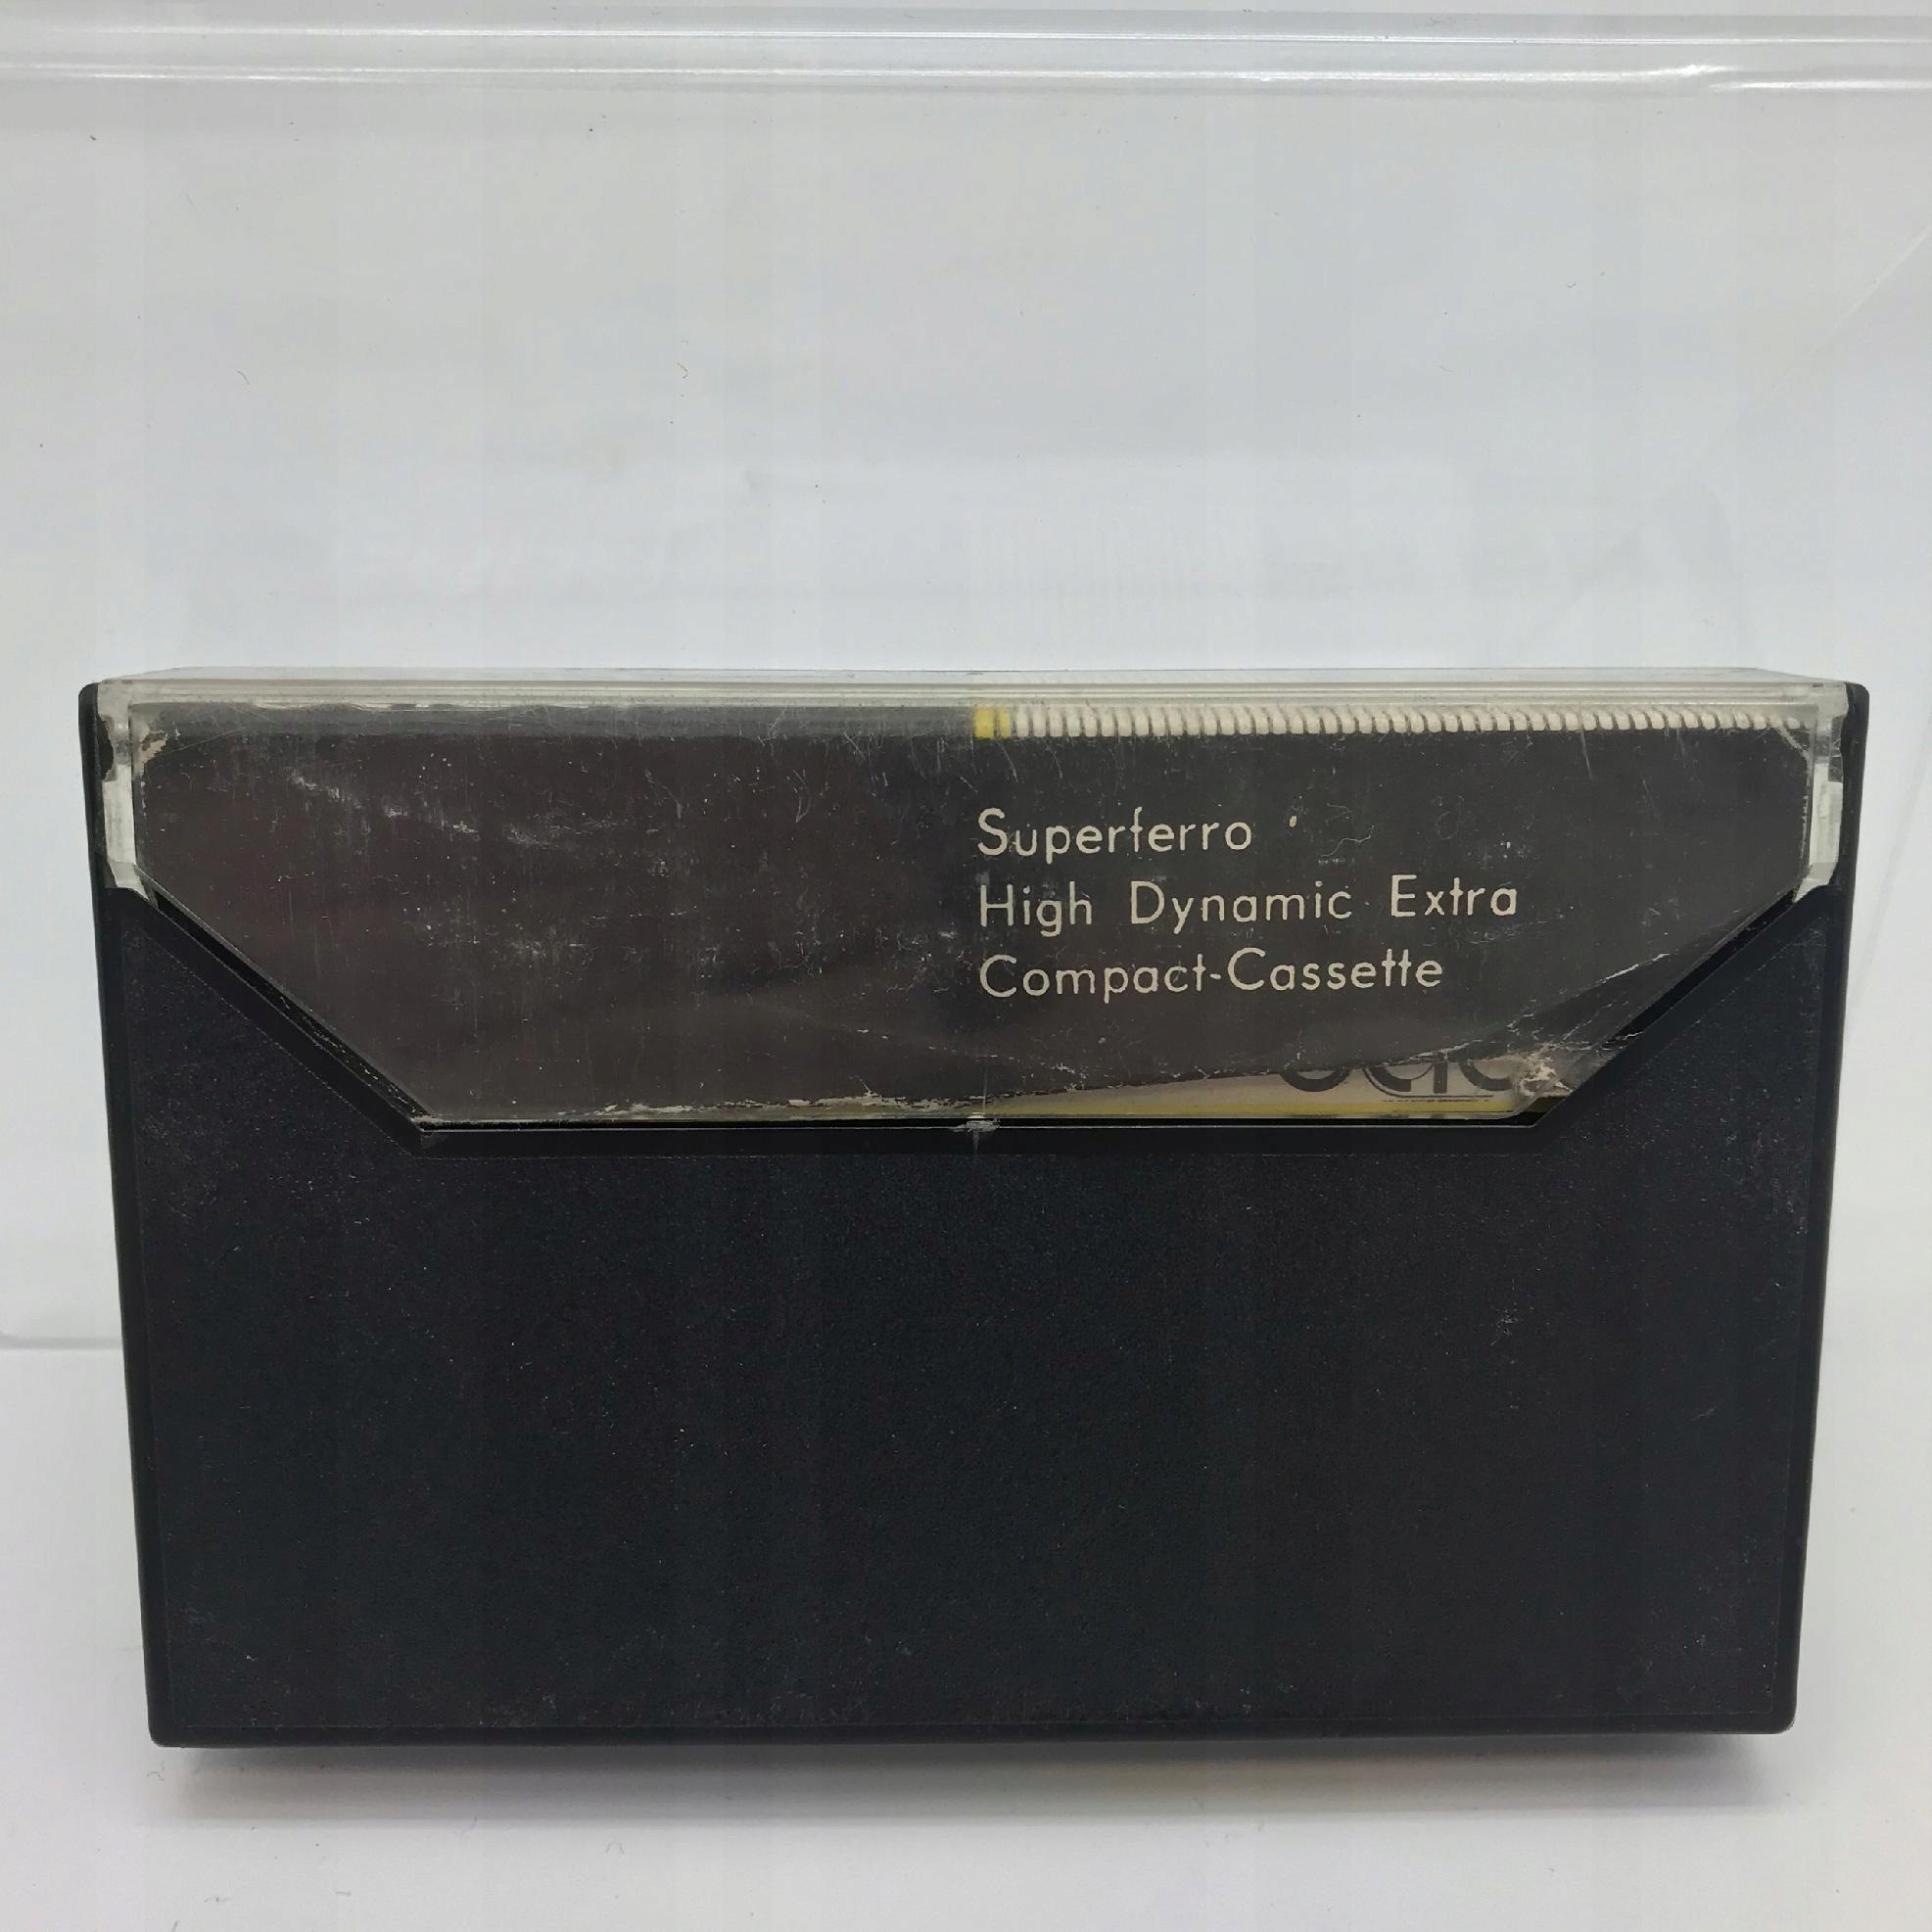 Superferro
High Dynamic Extra
Compact-Cassette